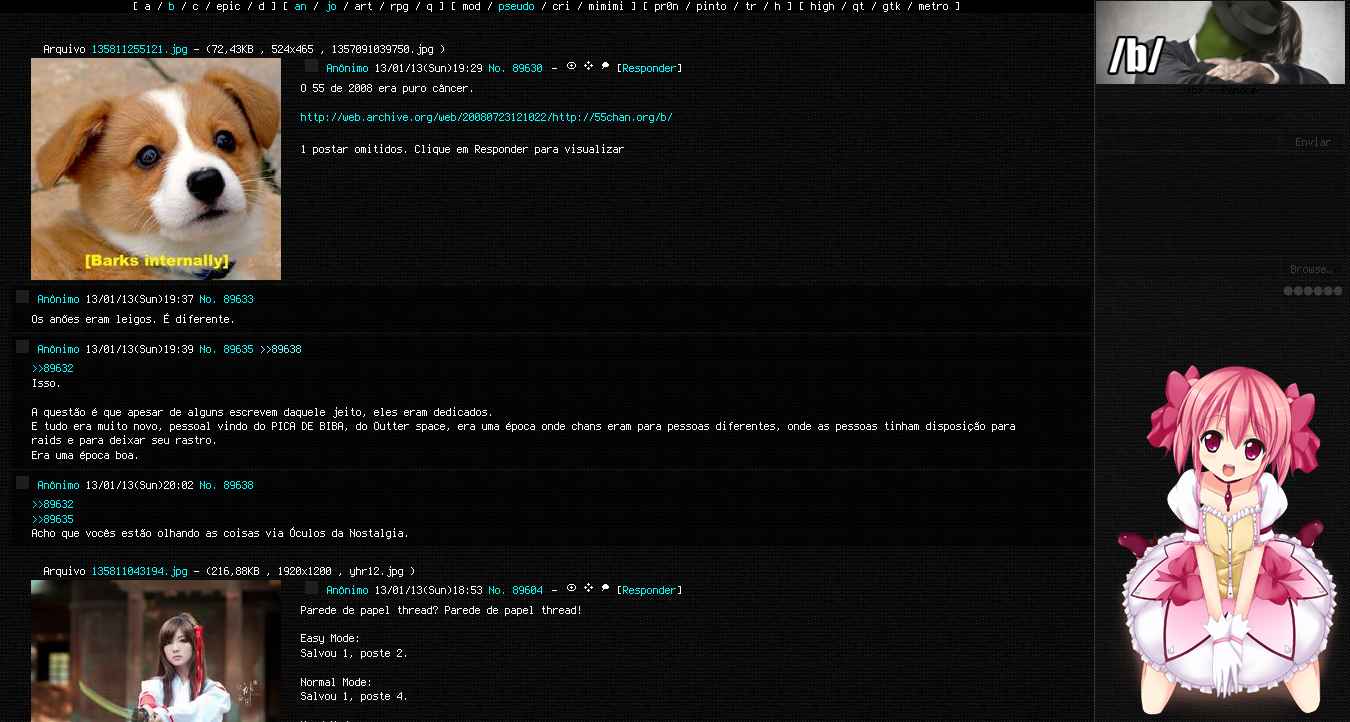 [ a / b / c / epic / d ] [ an / jo / art / rpg / q ] [ mod / pseudo / cri / mimimi ] [ pr0n / pinto / tr / h ] [ high / qt / gtk / metro ]
/b/
Arquivo 135811255121.jpg – (72,43KB , 524x465 , 1357091039750.jpg )
Anônimo 13/01/13(Sun)19:29 No. 89630 – [Responder]
O 55 de 2008 era puro câncer.
http://web.archive.org/web/20080723121022/http://55chan.org/b/
1 postar omitidos. Clique em Responder para visualizar
[Barks internally]
Enviar
Browse…
Anônimo 13/01/13(Sun)19:37 No. 89633
Os anões eram leigos. É diferente.
Anônimo 13/01/13(Sun)19:39 No. 89635 >>89638
>>89632
Isso.
A questão é que apesar de alguns escrevem daquele jeito, eles eram dedicados.
E tudo era muito novo, pessoal vindo do PICA DE BIBA, do Outter space, era uma época onde chans eram para pessoas diferentes, onde as pessoas tinham disposição para
raids e para deixar seu rastro.
Era uma época boa.
Anônimo 13/01/13(Sun)20:02 No. 89638
>>89632
>>89635
Acho que vocês estão olhando as coisas via Óculos da Nostalgia.
Arquivo 135811043194.jpg – (216,88KB , 1920x1200 , yhr12.jpg )
Anônimo 13/01/13(Sun)18:53 No. 89604 – [Responder]
Parede de papel thread? Parede de papel thread!
Easy Mode:
Salvou 1, poste 2.
Normal Mode:
Salvou 1, poste 4.